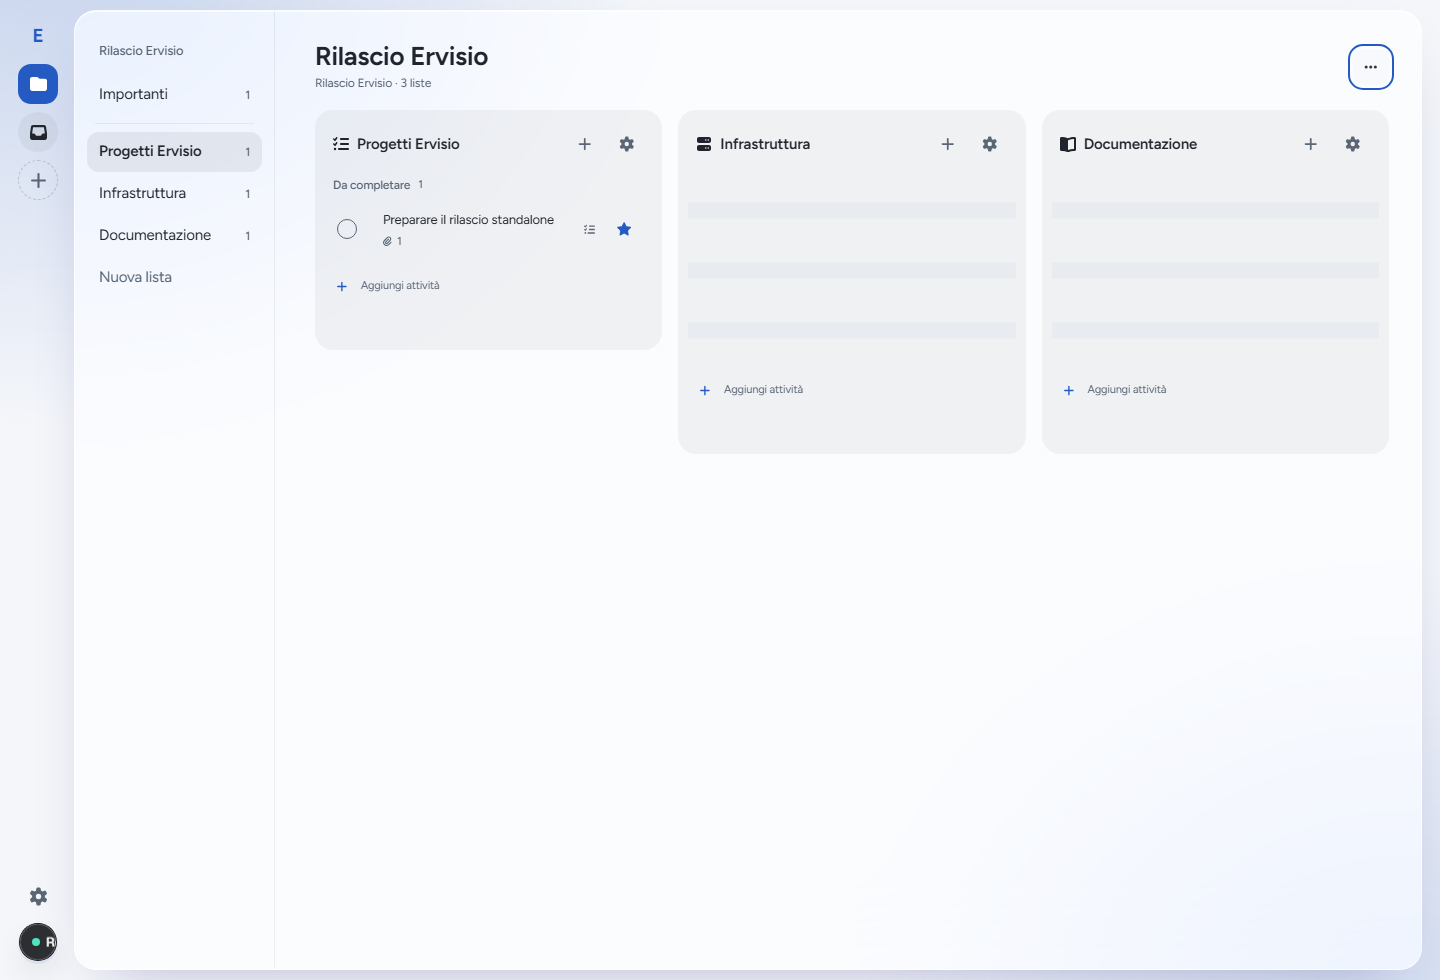 E
Rilascio Ervisio
Importanti 1
Progetti Ervisio 1
Infrastruttura 1
Documentazione 1
Nuova lista
R
Rilascio Ervisio
Rilascio Ervisio · 3 liste
Progetti Ervisio
Da completare 1
Preparare il rilascio standalone
1
Aggiungi attività
Infrastruttura
Aggiungi attività
Documentazione
Aggiungi attività